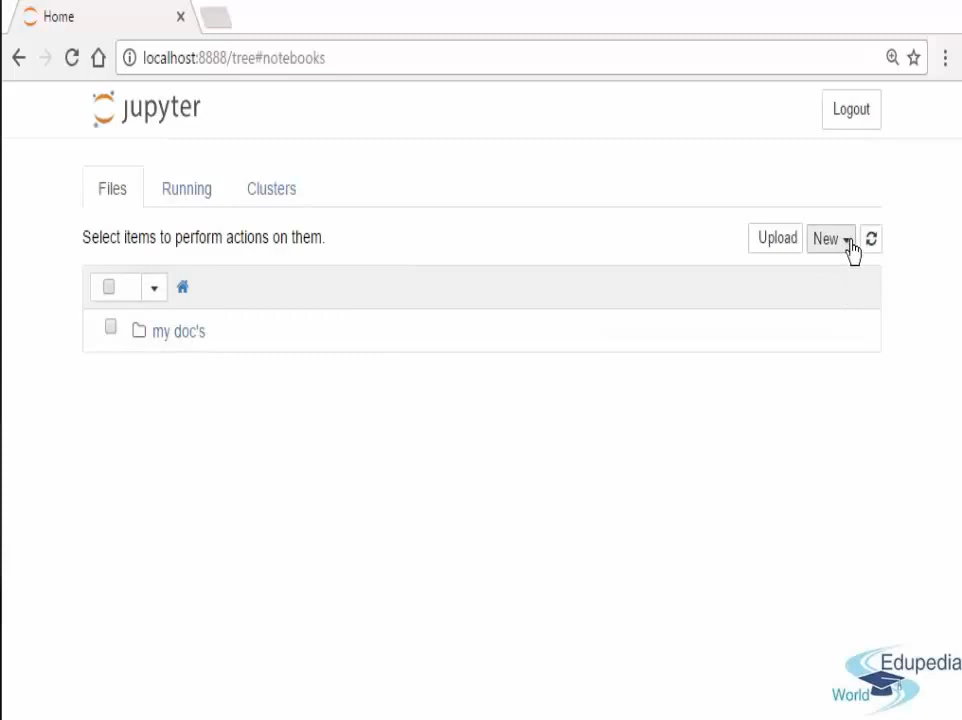 Home
localhost:8888/tree#notebooks
jupyter
Logout
Files Running Clusters
Select items to perform actions on them.
Upload New
my doc's
Edupedia
World